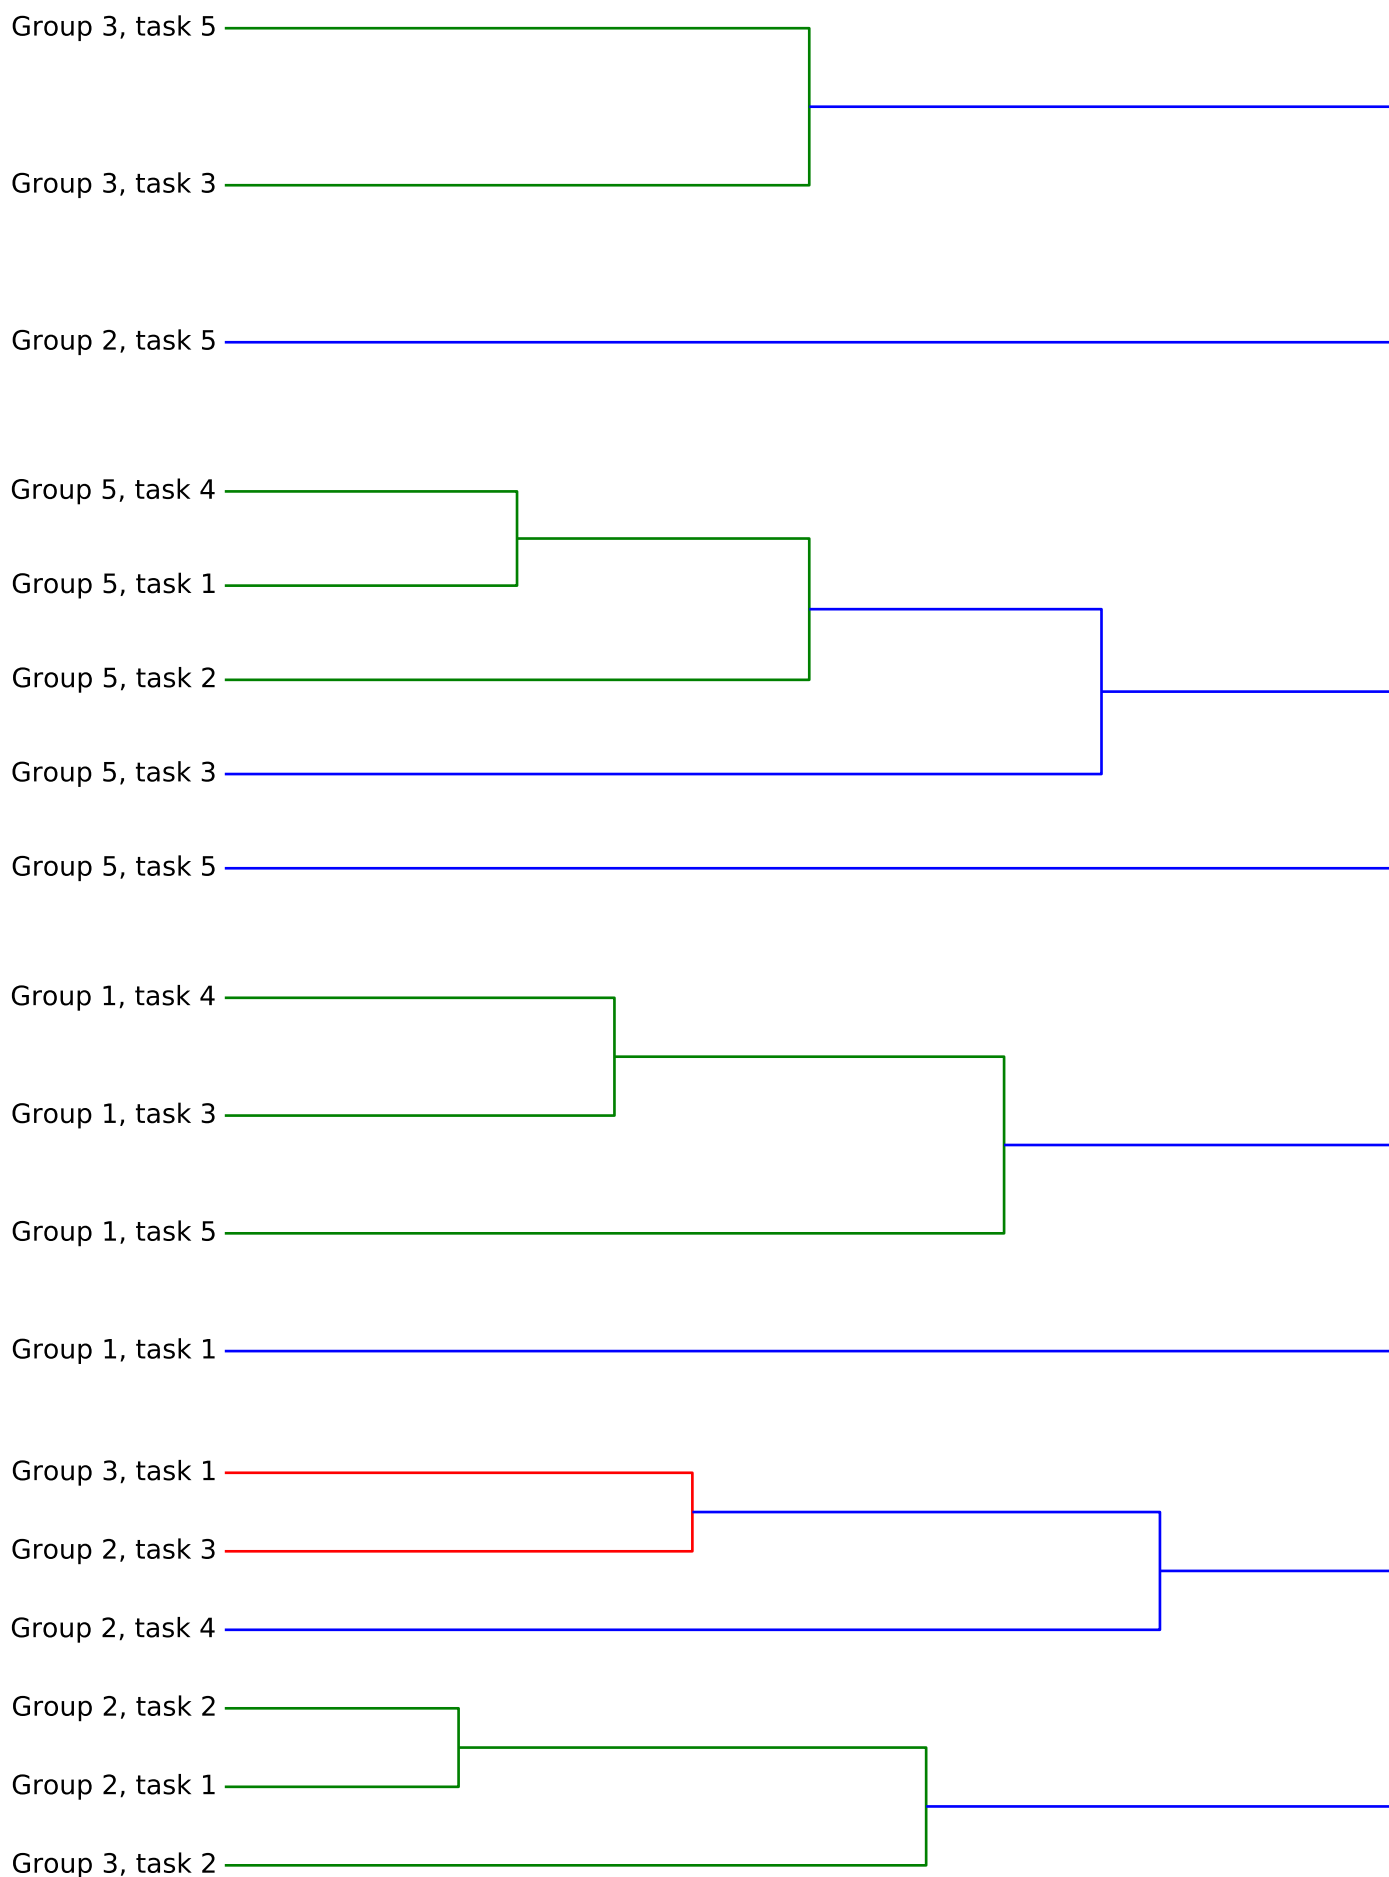 Group 3, task 5
Group 3, task 3
Group 2, task 5
Group 5, task 4
Group 5, task 1
Group 5, task 2
Group 5, task 3
Group 5, task 5
Group 1, task 4
Group 1, task 3
Group 1, task 5
Group 1, task 1
Group 3, task 1
Group 2, task 3
Group 2, task 4
Group 2, task 2
Group 2, task 1
Group 3, task 2